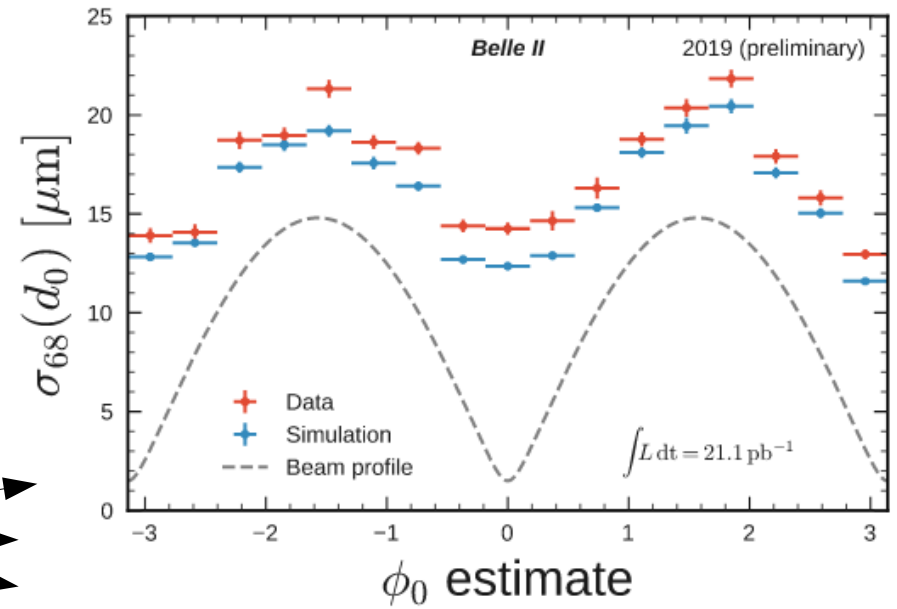 Belle II 2019 (preliminary)
σ68(d0) [μm]
25
20
15
10
5
0
Data
Simulation
Beam profile
∫L dt = 21.1 pb⁻¹
−3 −2 −1 0 1 2 3
ϕ0 estimate